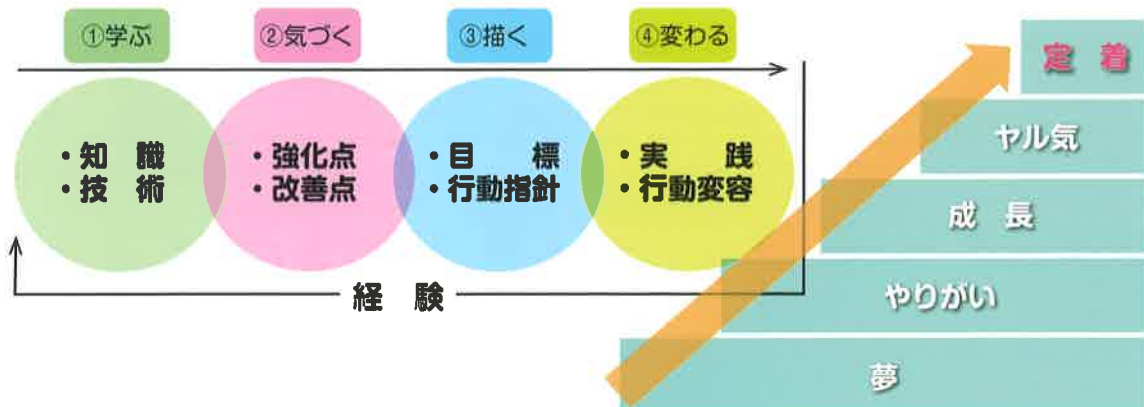 ①学ぶ
②気づく
③描く
④変わる
・知　識
・技　術
・強化点
・改善点
・目　標
・行動指針
・実　践
・行動変容
経　験
定　着
ヤル気
成　長
やりがい
夢